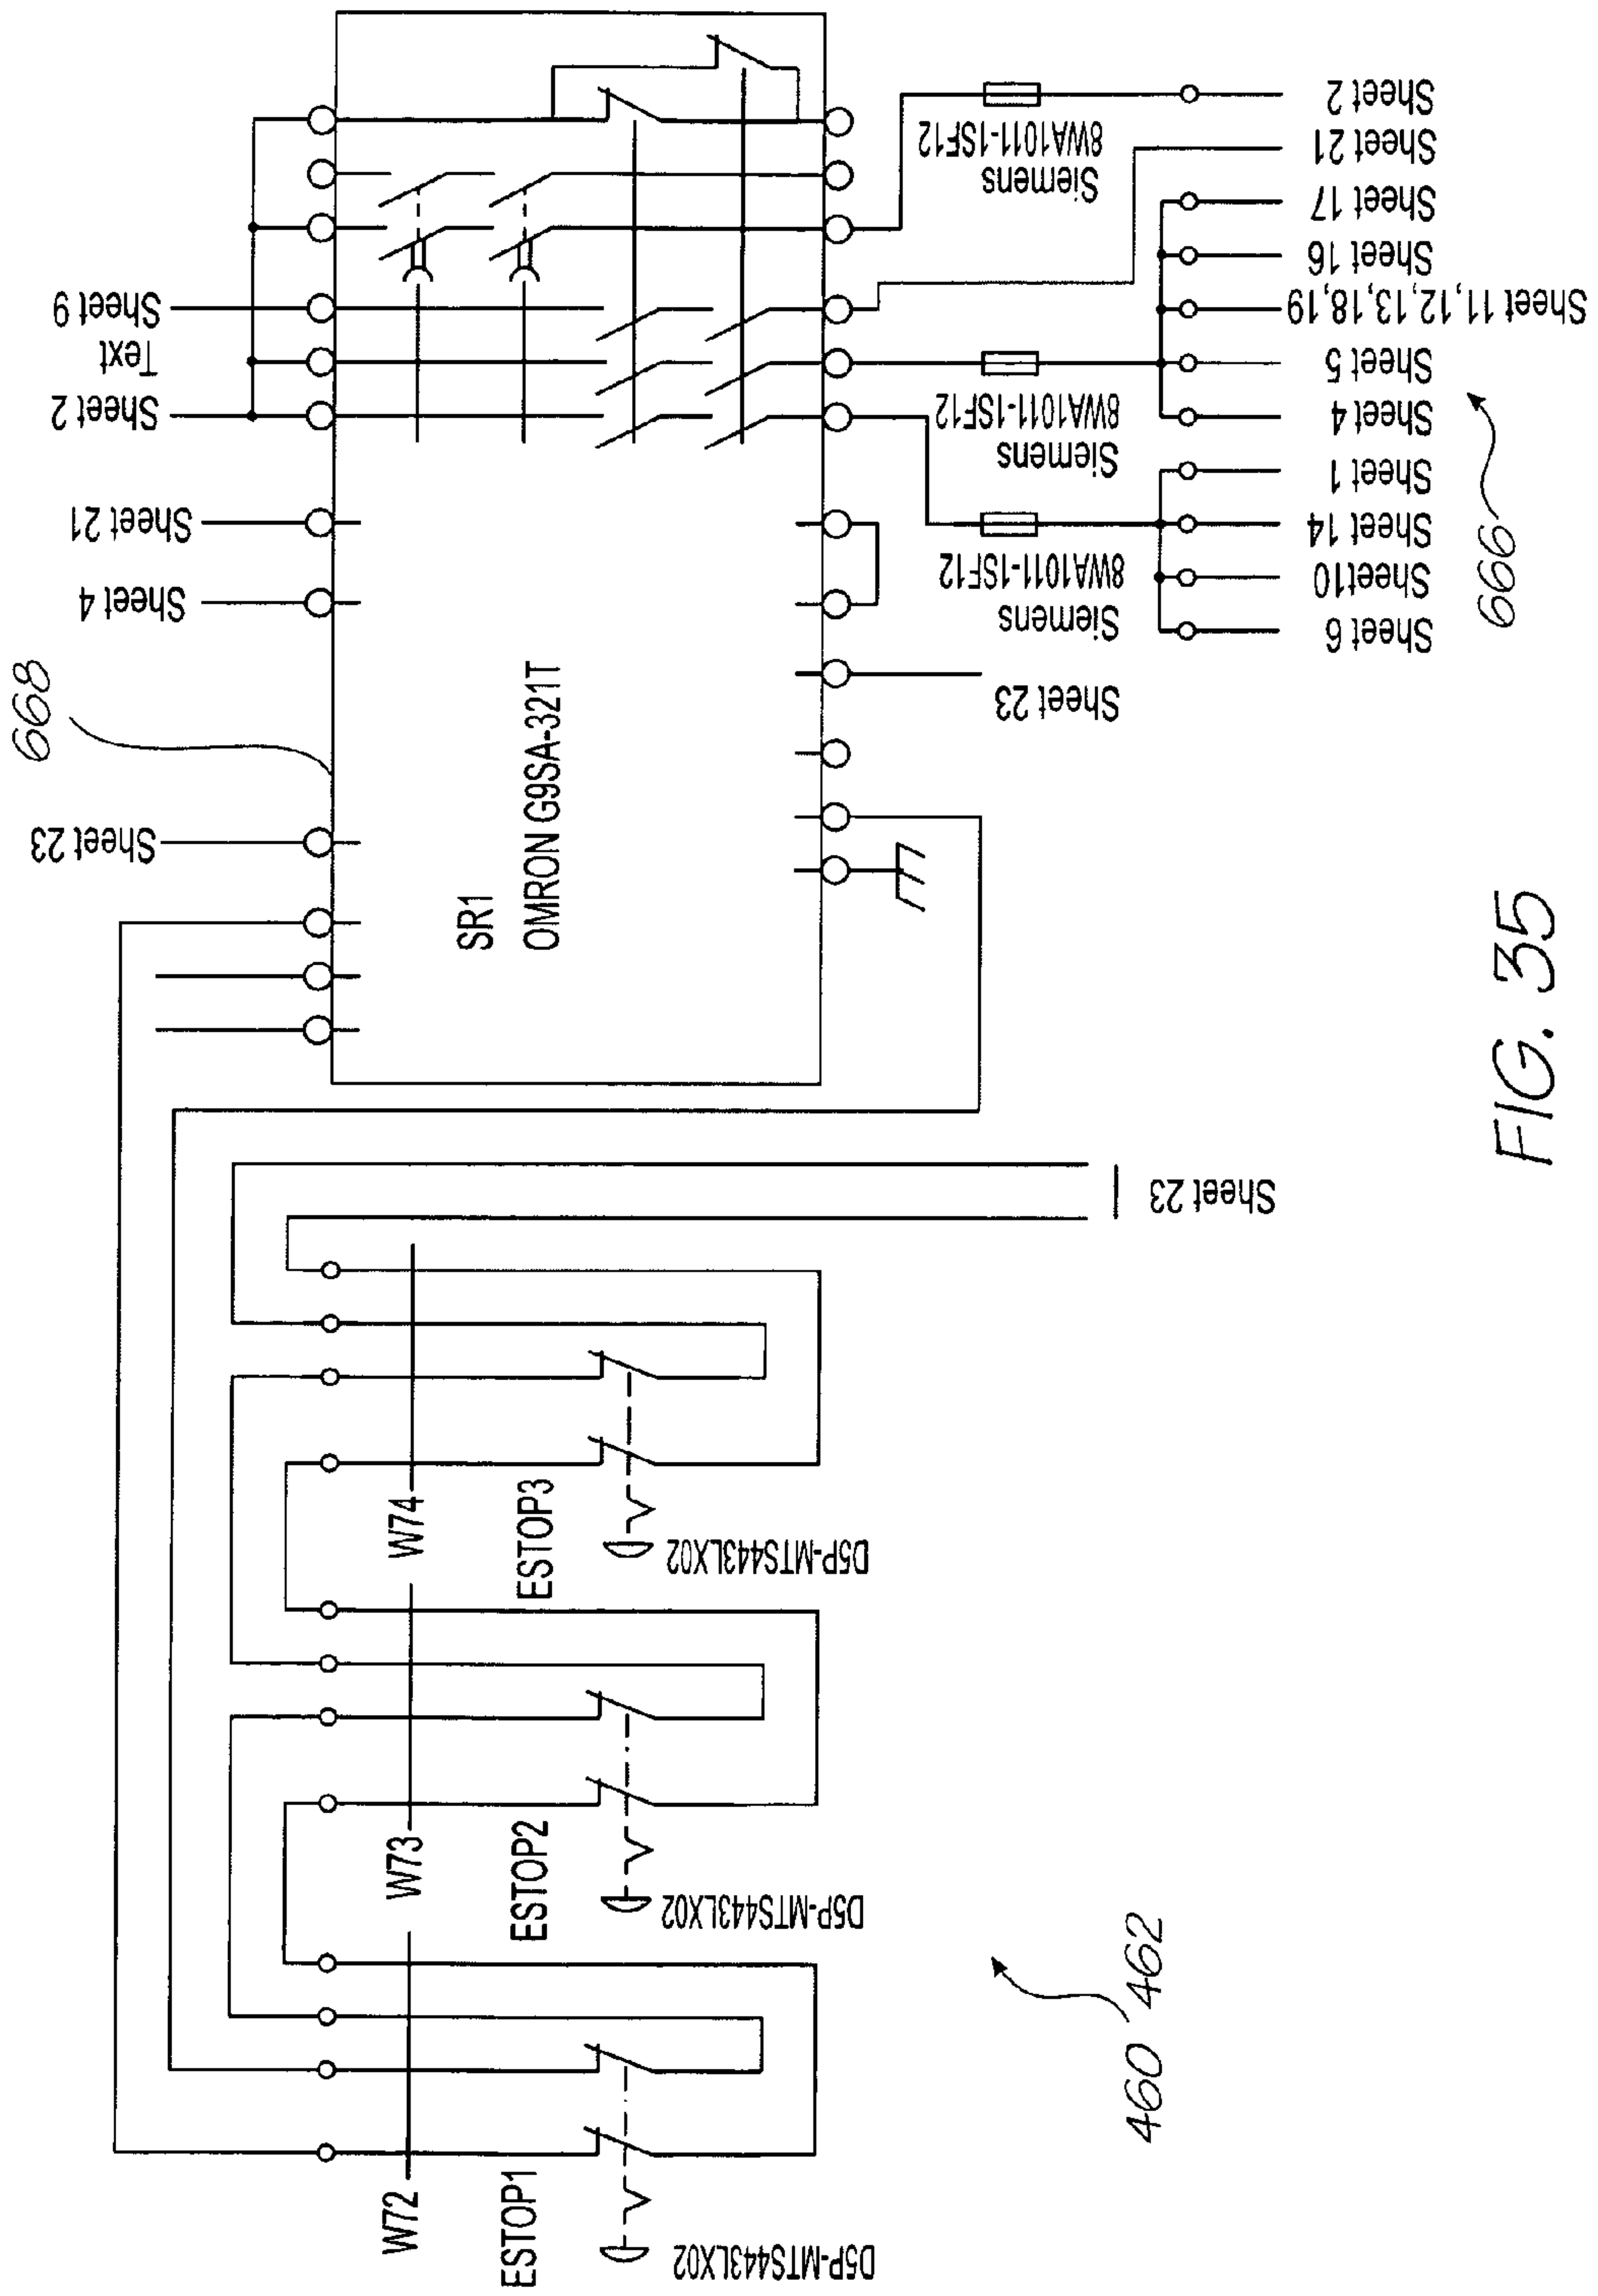 668
Sheet 23
Sheet 4
Sheet 21
Sheet 2
Text
Sheet 9
SR1
OMRON G9SA-321T
Sheet 23
Siemens
8WA1011-1SF12
Siemens
8WA1011-1SF12
Siemens
8WA1011-1SF12
Sheet 6
Sheet10
Sheet 14
Sheet 1
Sheet 4
Sheet 5
Sheet 11,12,13,18,19
Sheet 16
Sheet 17
Sheet 21
Sheet 2
666
W72
W73
W74
ESTOP1
ESTOP2
ESTOP3
D5P-MTS443LX02
D5P-MTS443LX02
D5P-MTS443LX02
Sheet 23
460 462
FIG. 35